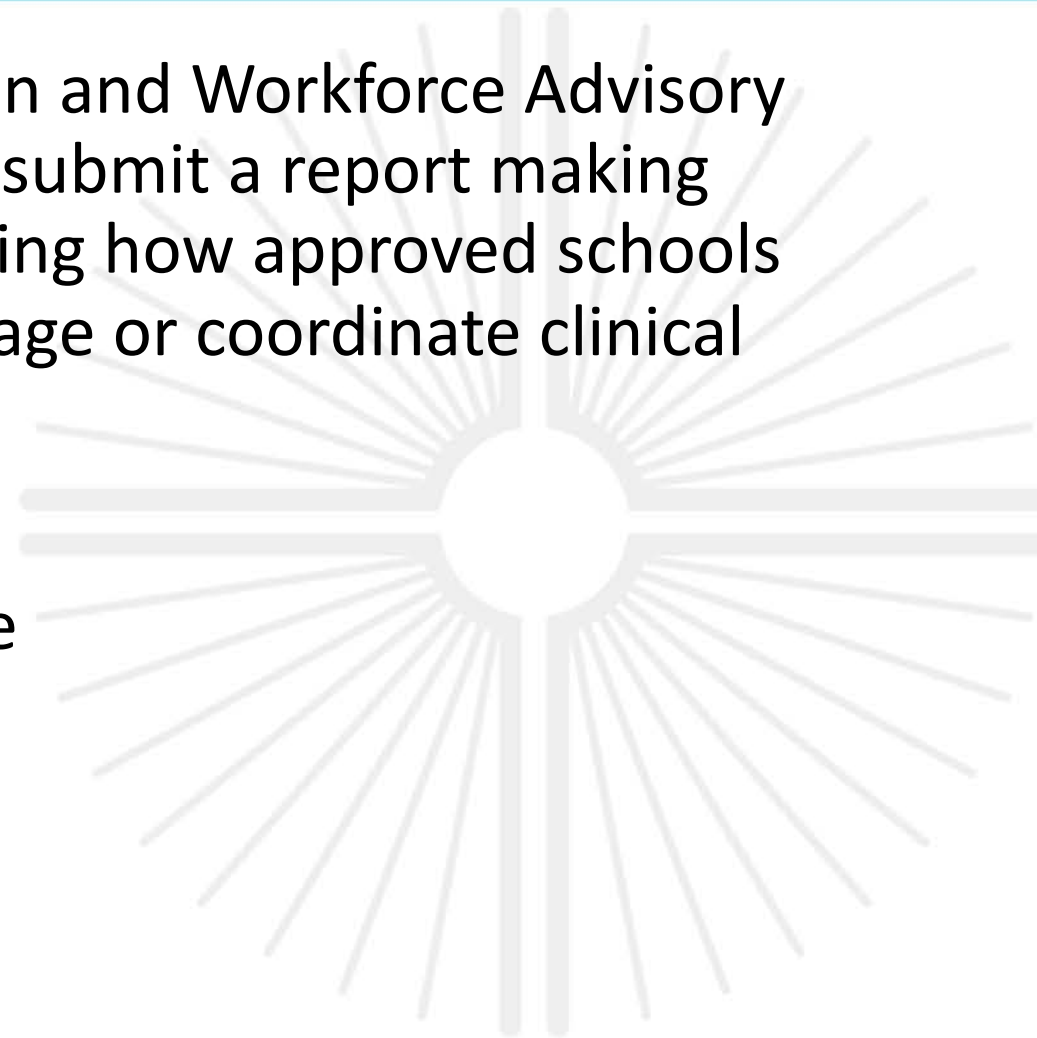 n and Workforce Advisory
submit a report making
ing how approved schools
age or coordinate clinical
e